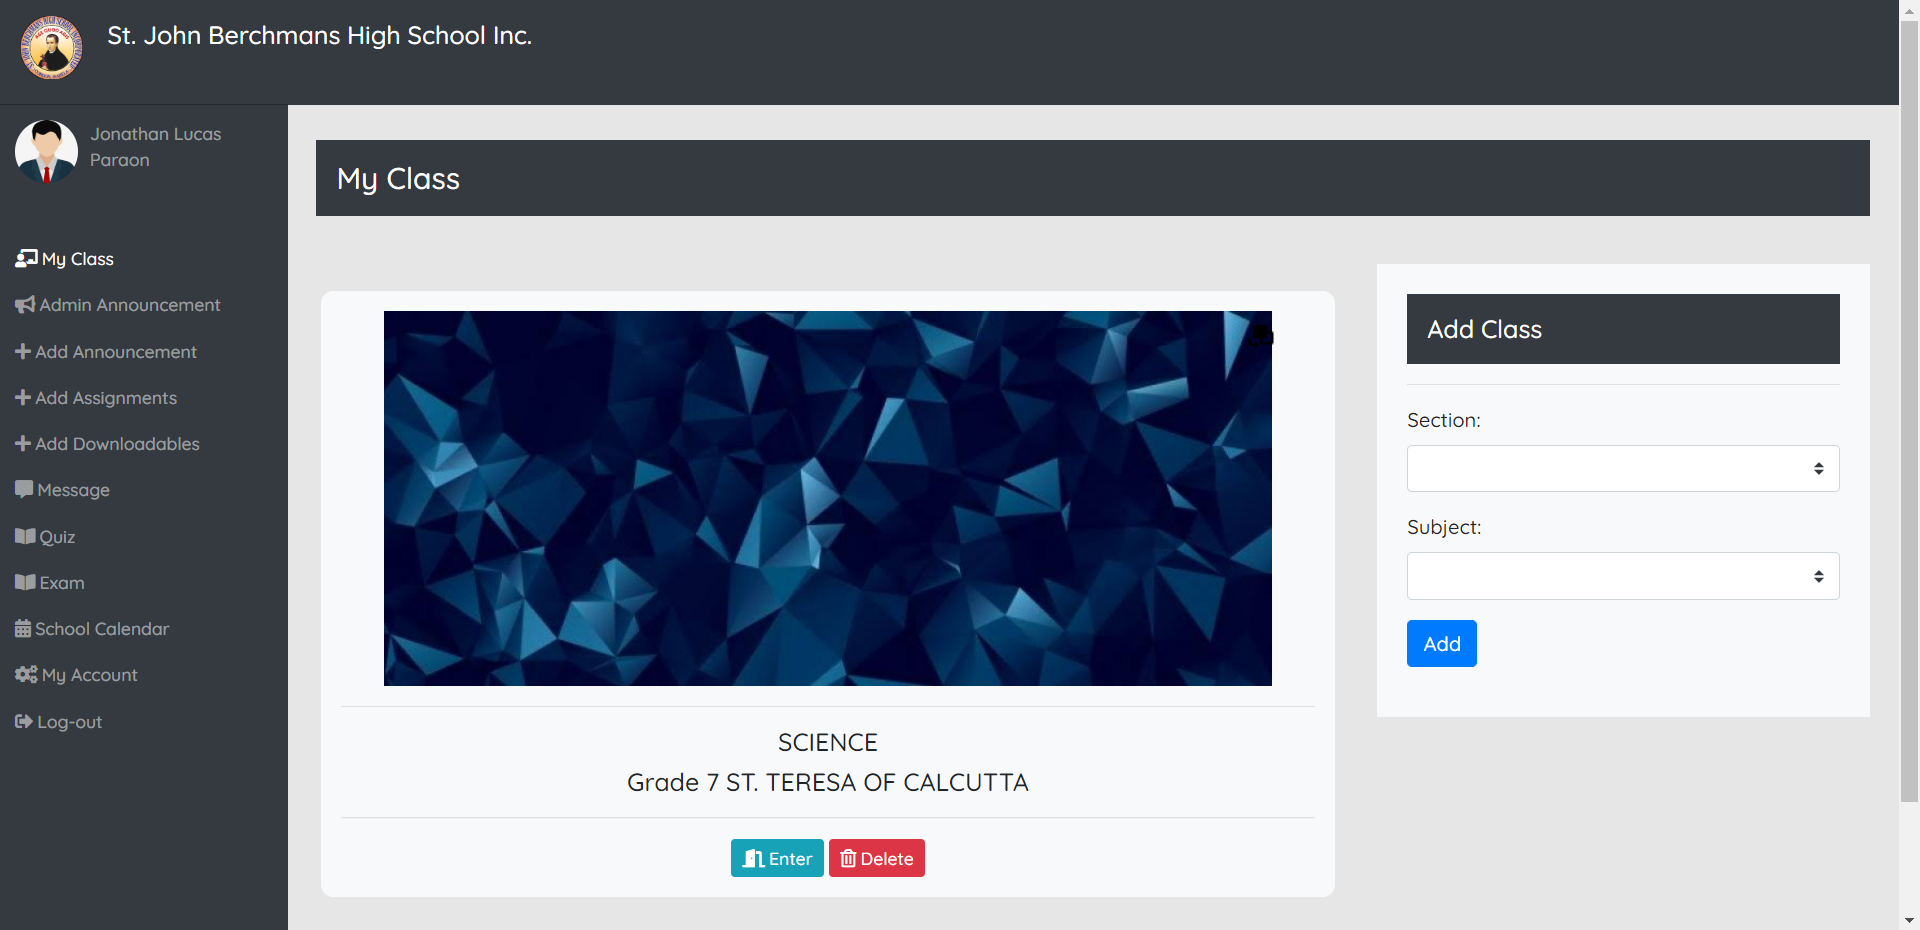 St. John Berchmans High School Inc.
Jonathan Lucas
Paraon
My Class
Admin Announcement
Add Announcement
Add Assignments
Add Downloadables
Message
Quiz
Exam
School Calendar
My Account
Log-out
My Class
SCIENCE
Grade 7 ST. TERESA OF CALCUTTA
Enter Delete
Add Class
Section:
Subject:
Add